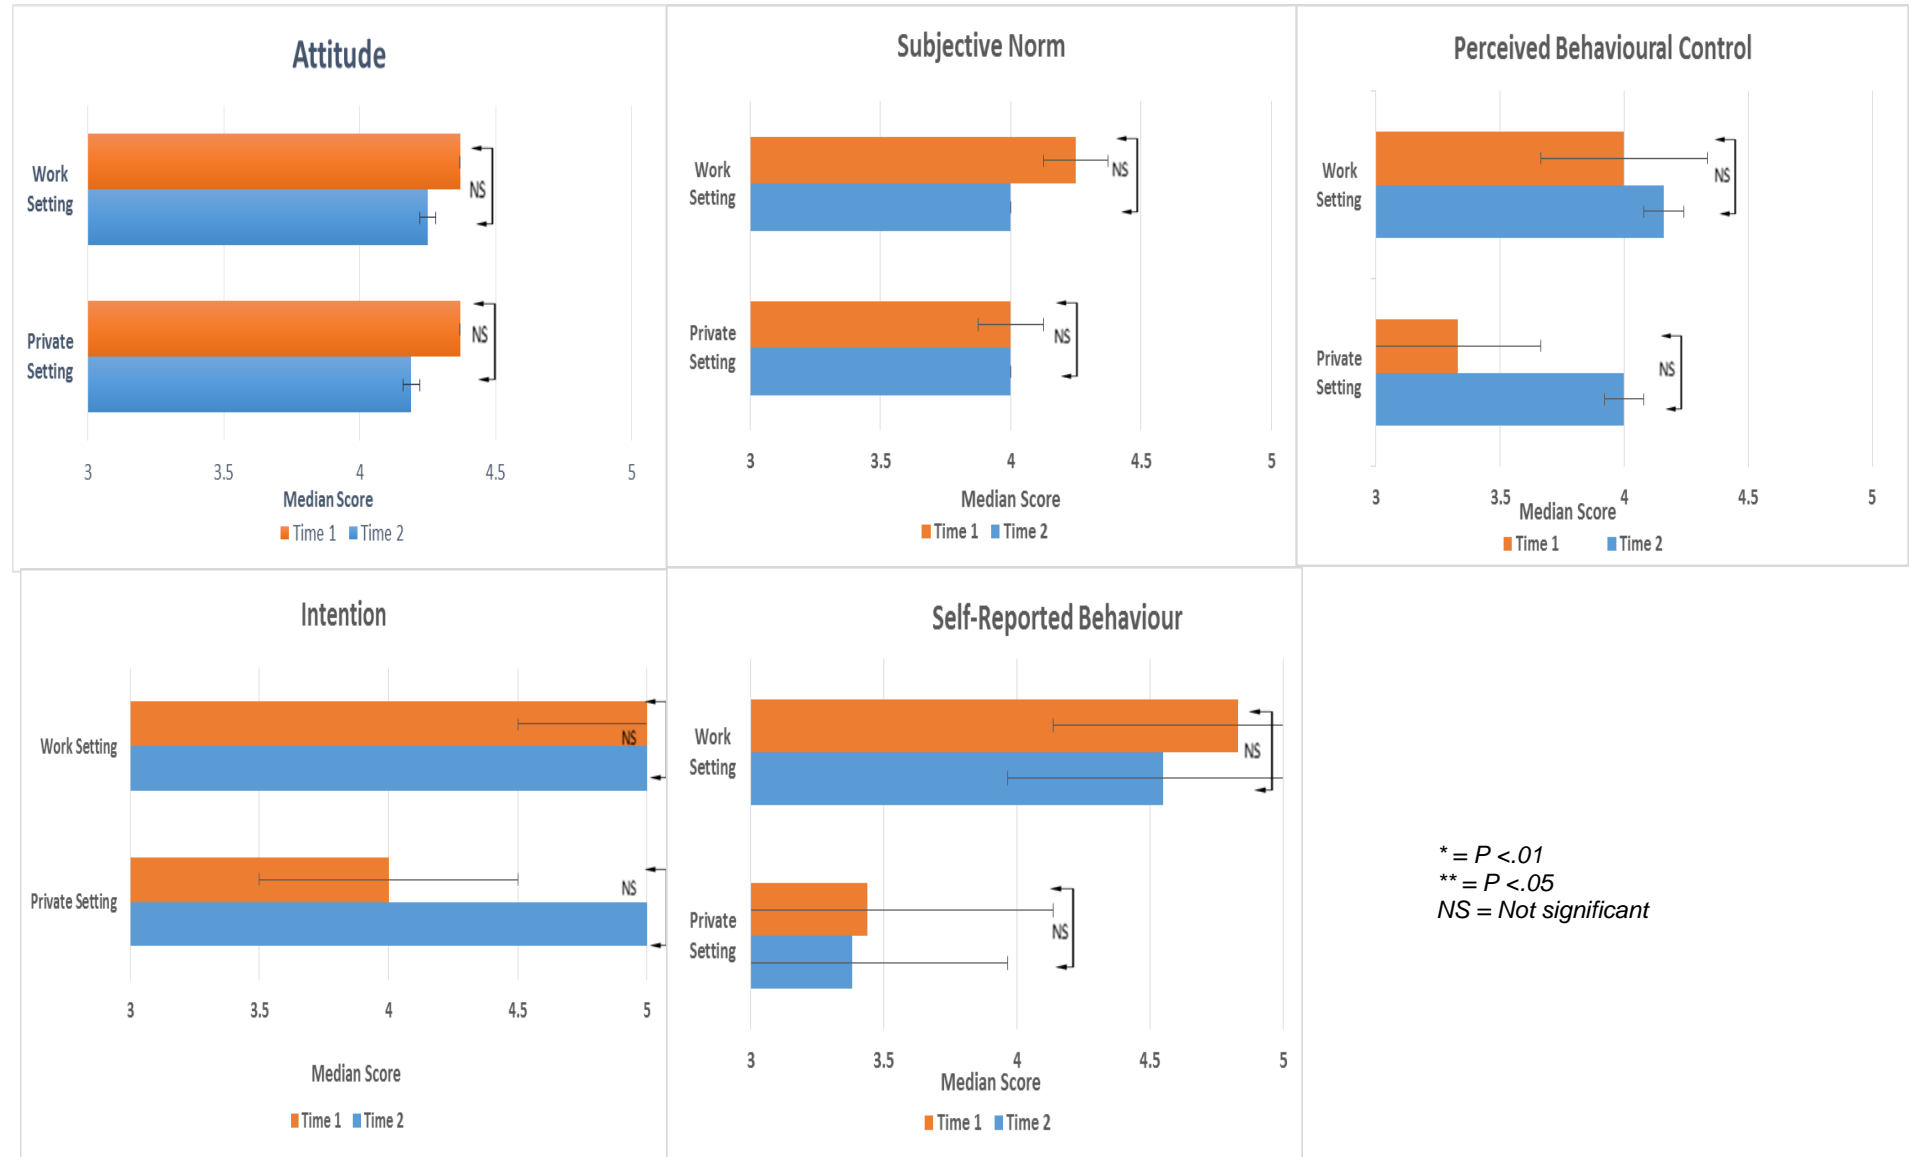 Attitude
Work
Setting
NS
Private
Setting
NS
3 3.5 4 4.5 5
Median Score
Time 1 Time 2
Subjective Norm
Work
Setting
NS
Private
Setting
NS
3 3.5 4 4.5 5
Median Score
Time 1 Time 2
Perceived Behavioural Control
Work
Setting
NS
Private
Setting
NS
3 3.5 4 4.5 5
Median Score
Time 1 Time 2
Intention
NS
Work Setting
NS
Private Setting
3 3.5 4 4.5 5
Median Score
Time 1 Time 2
Self-Reported Behaviour
Work
Setting
NS
Private
Setting
NS
3 3.5 4 4.5 5
Median Score
Time 1 Time 2
* = P <.01
** = P <.05
NS = Not significant